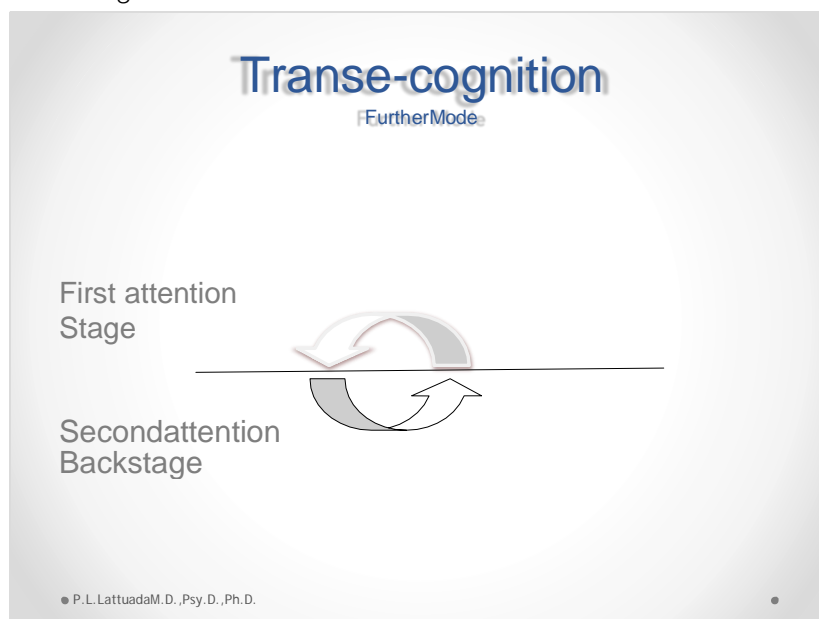 Transe-cognition
FurtherMode
First attention
Stage
Secondattention
Backstage
P.L.LattuadaM.D.,Psy.D.,Ph.D.